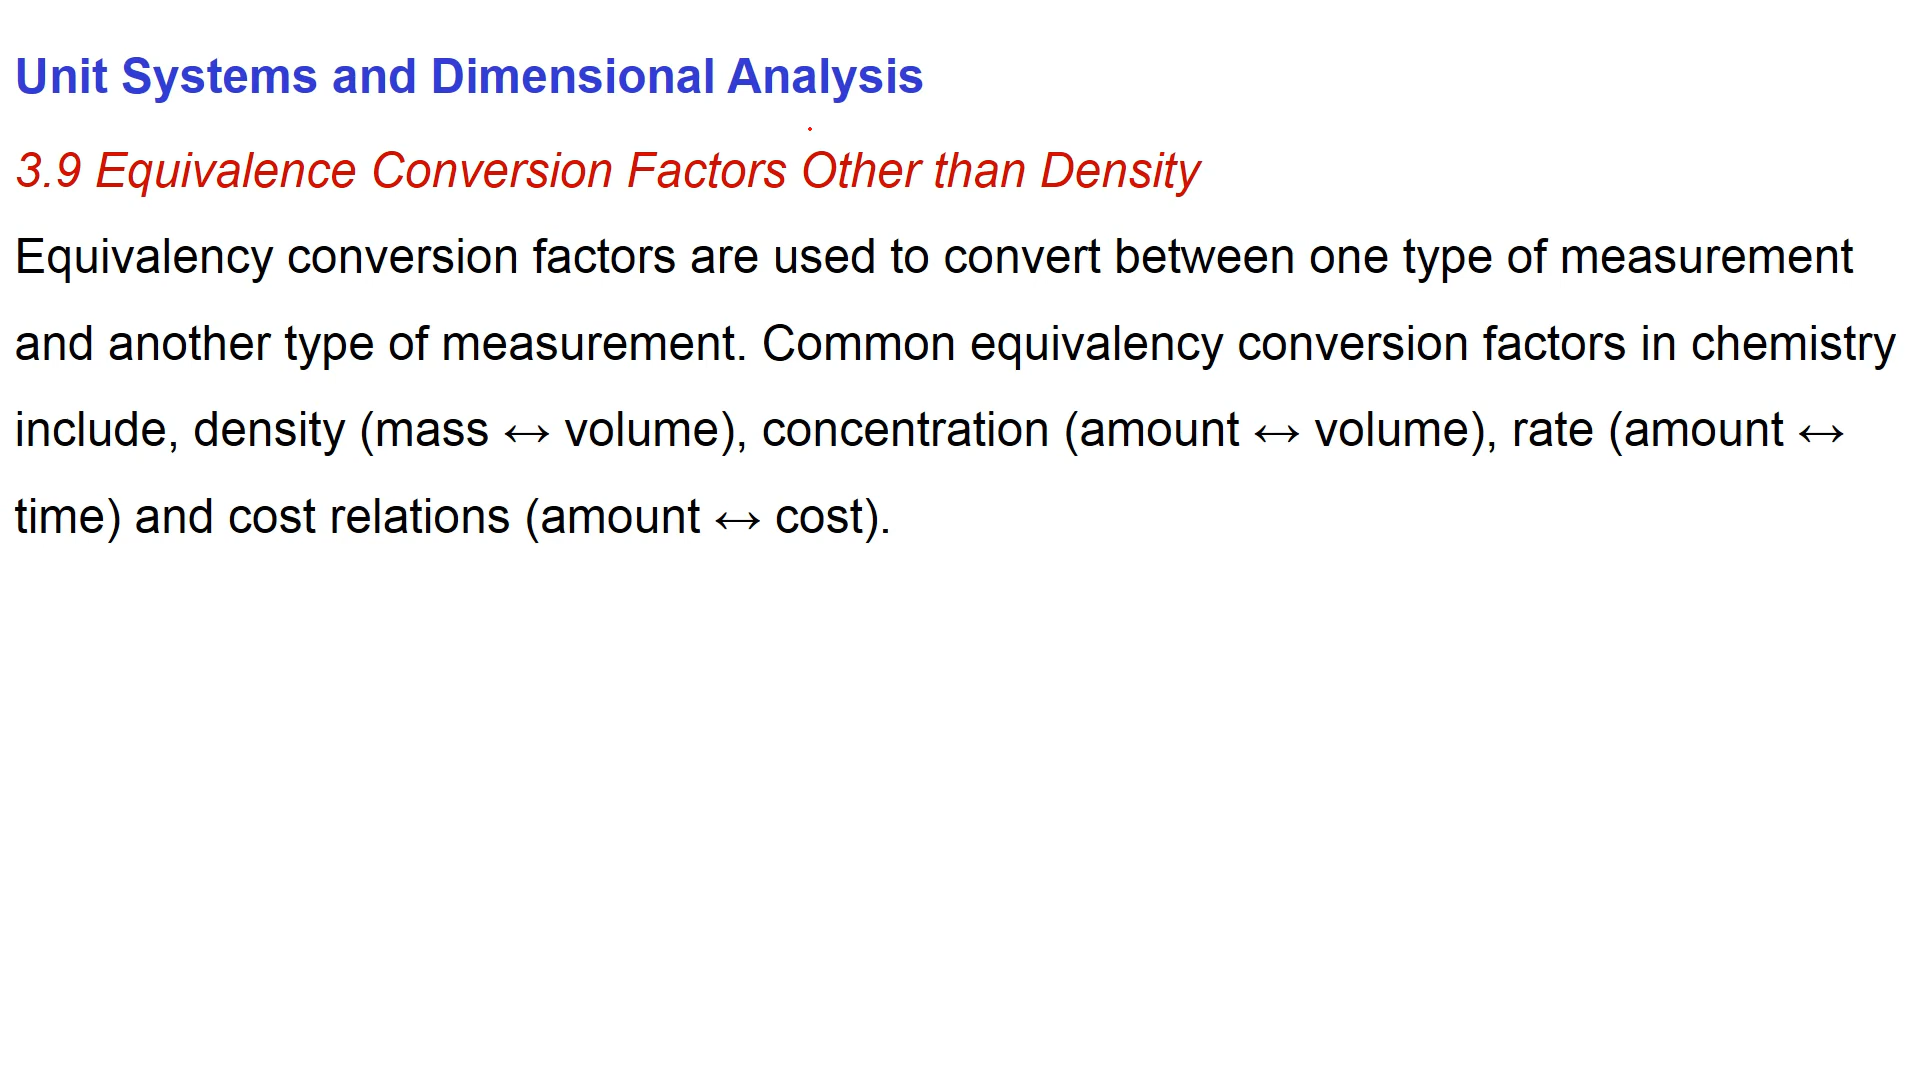 Unit Systems and Dimensional Analysis
3.9 Equivalence Conversion Factors Other than Density
Equivalency conversion factors are used to convert between one type of measurement
and another type of measurement. Common equivalency conversion factors in chemistry
include, density (mass ↔ volume), concentration (amount ↔ volume), rate (amount ↔
time) and cost relations (amount ↔ cost).